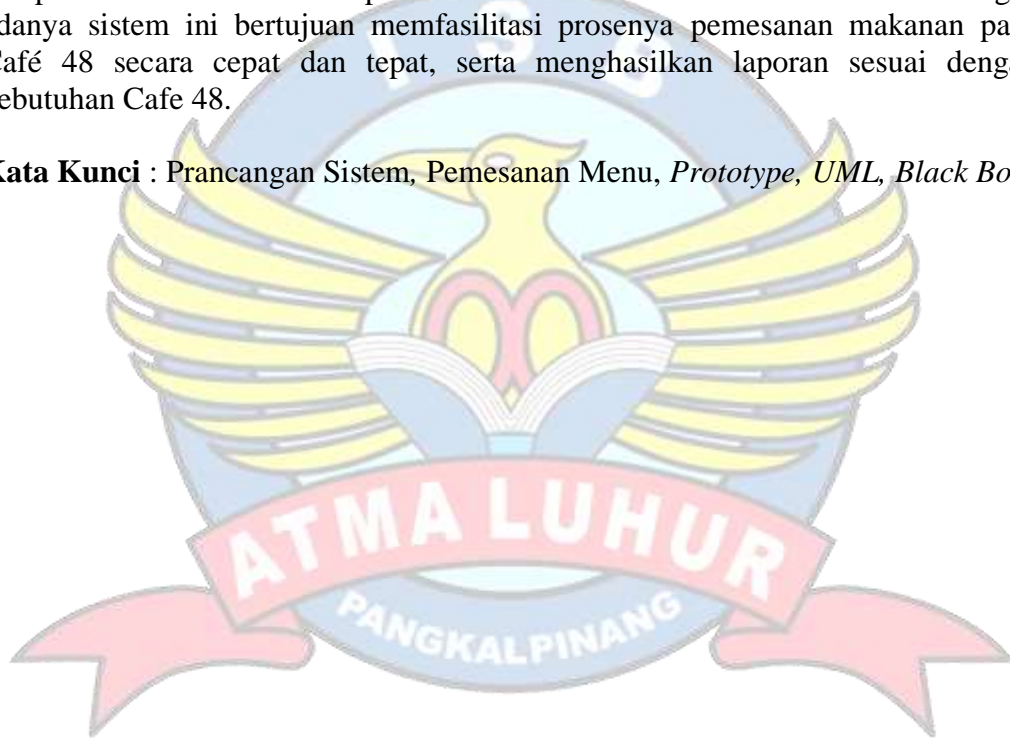 danya sistem ini bertujuan memfasilitasi prosenya pemesanan makanan pa
Café 48 secara cepat dan tepat, serta menghasilkan laporan sesuai denga
ebutuhan Cafe 48.
Kata Kunci : Prancangan Sistem, Pemesanan Menu, Prototype, UML, Black Bo
I S B
ATMA LUHUR
PANGKALPINANG